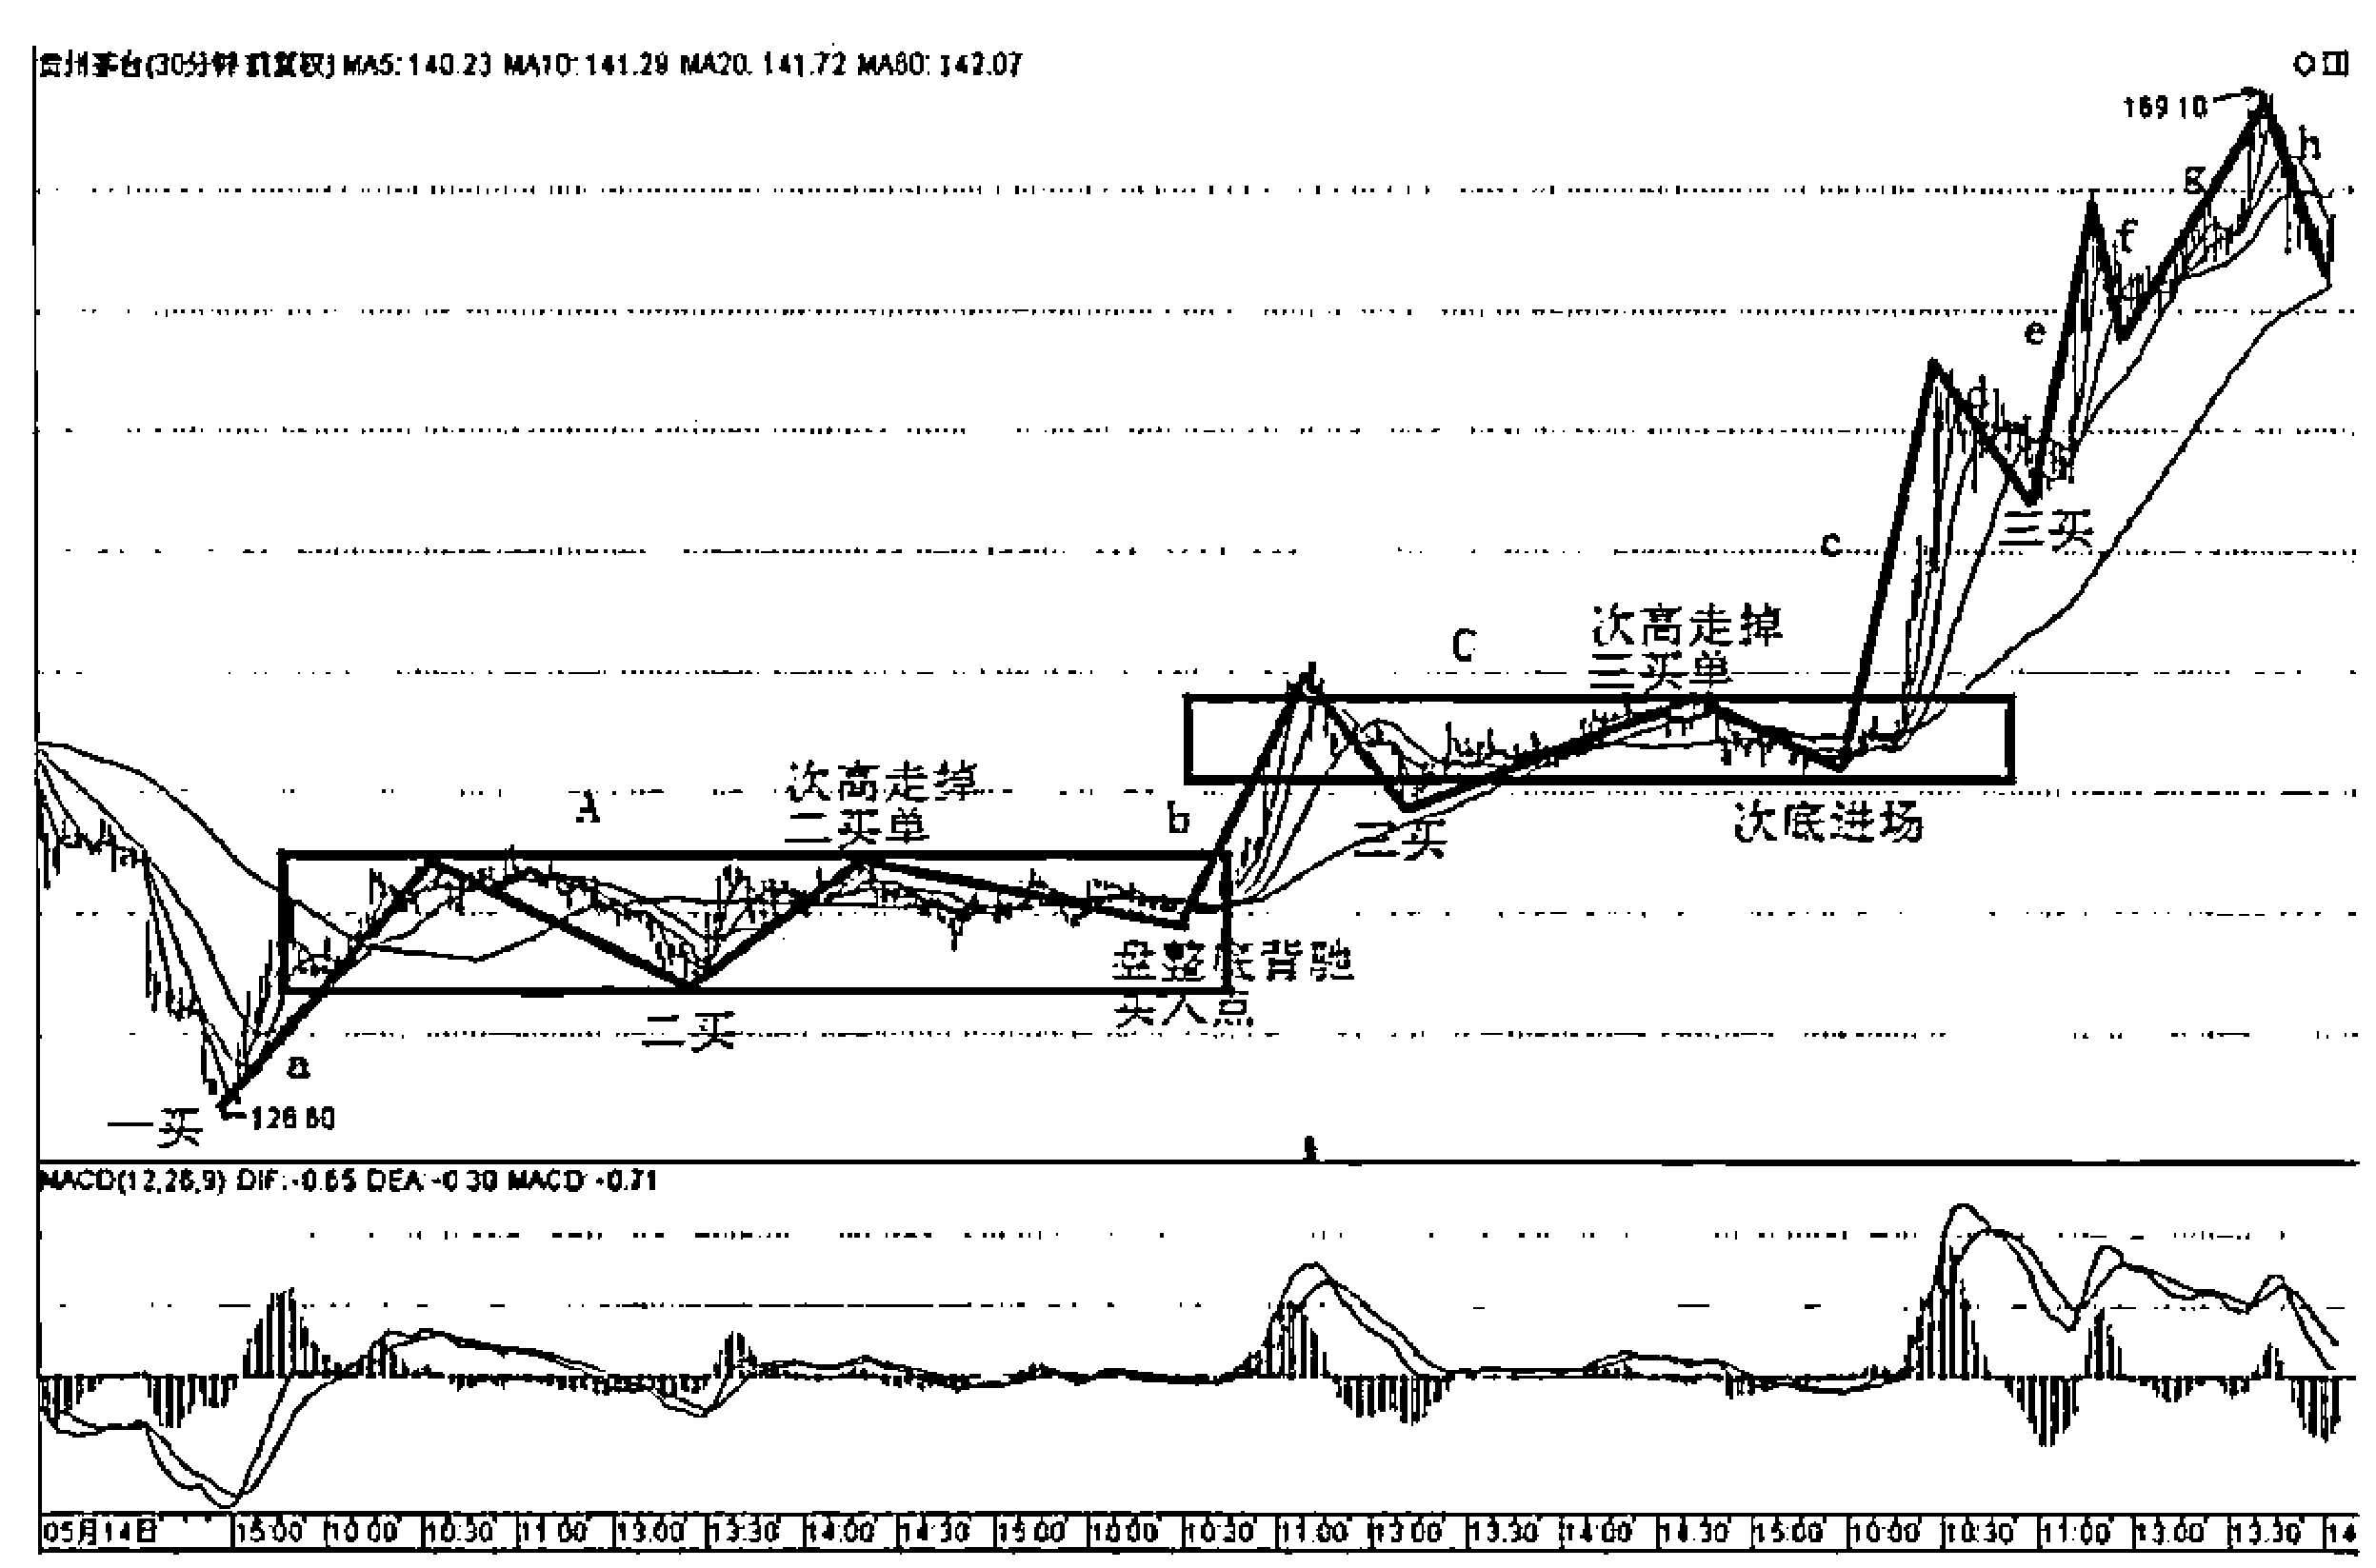 贵州茅台(30分钟 前复权) MA5: 140.23 MA10: 141.29 MA20: 141.72 MA60: 142.07
169.10
h
g
f
e
d
三买
c
次高走掉
三买单
C
次高走掉
二买单
A
b
三买
次底进场
盘整底背驰
买入点
二买
a
一买
126.80
MACD(12,26,9) DIF: -0.65 DEA: -0.30 MACD: -0.71
05月14日 15:00 10:00 10:30 11:00 13:00 13:30 14:00 14:30 15:00 10:00 10:30 11:00 13:00 13:30 14:00 14:30 15:00 10:00 10:30 11:00 13:00 13:30 14